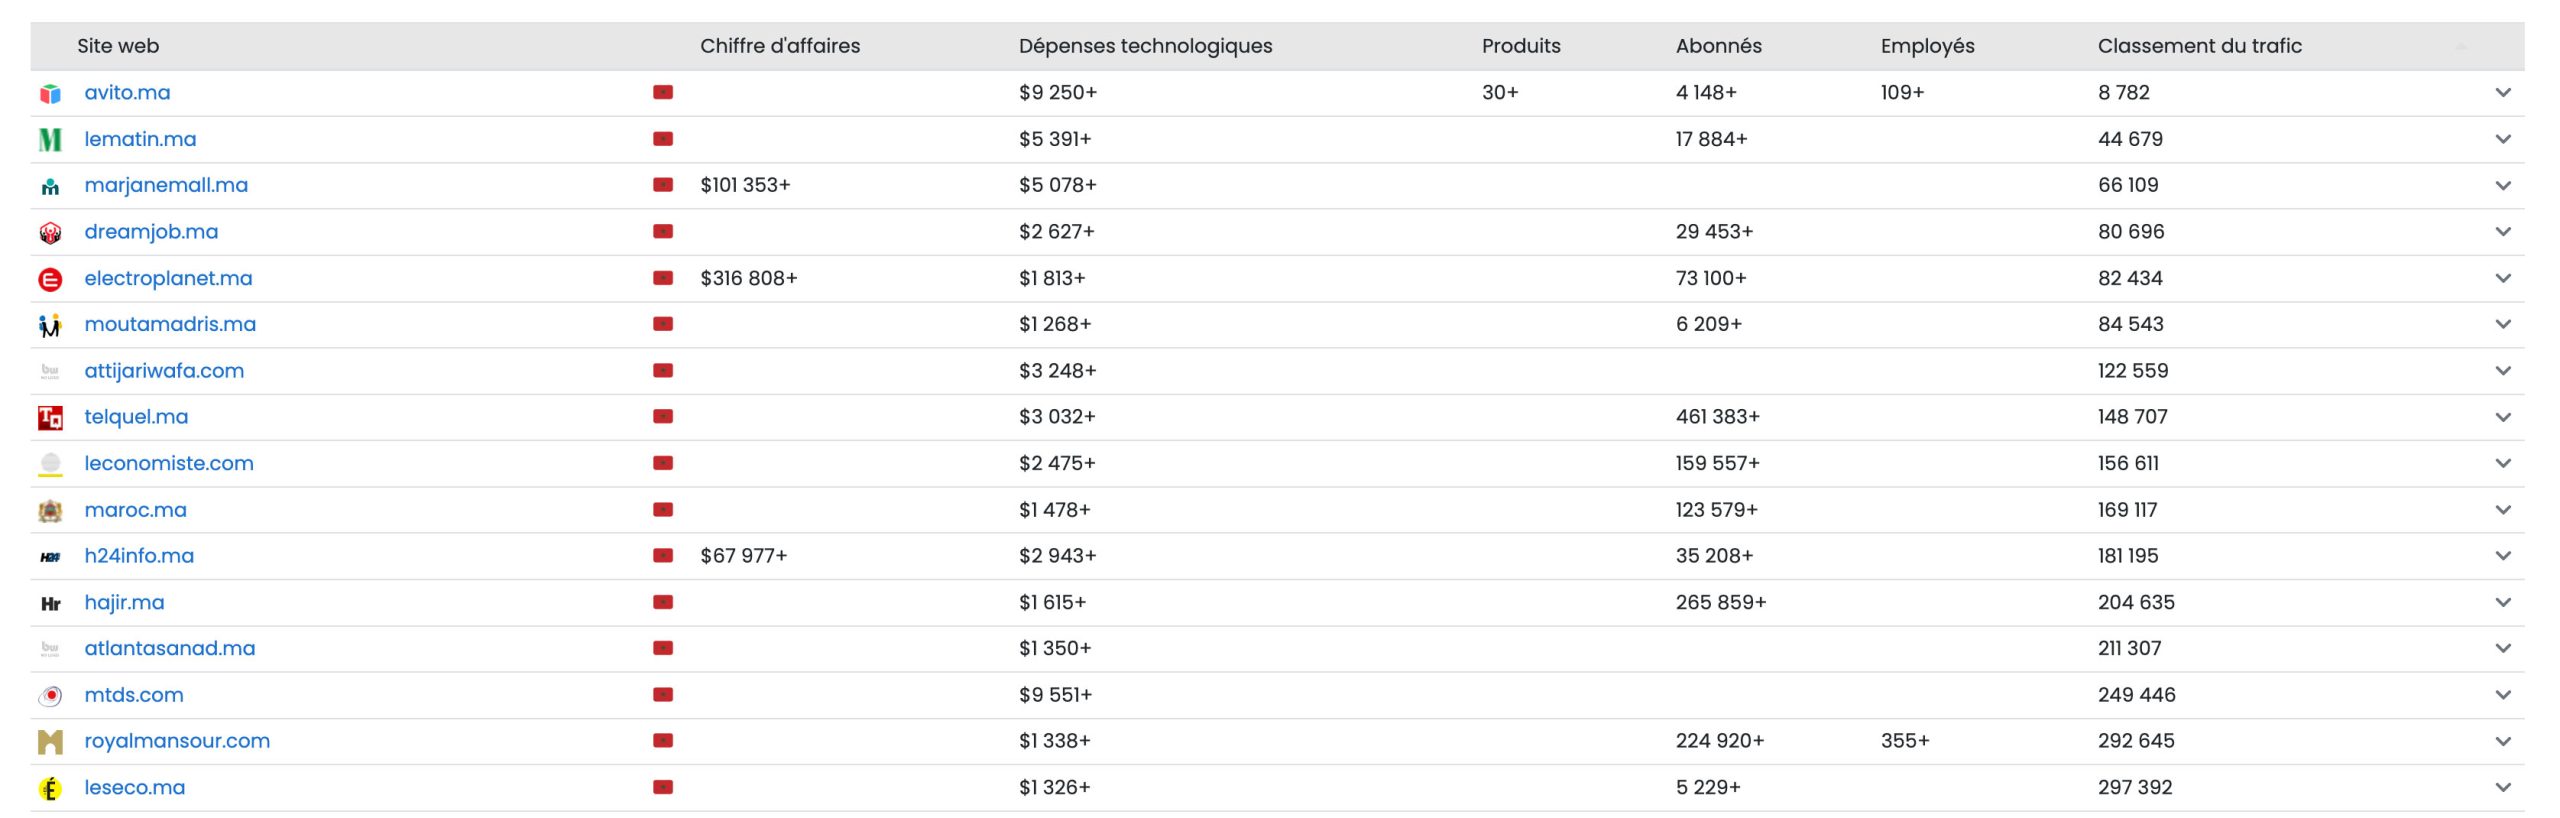 Site web Chiffre d'affaires Dépenses technologiques Produits Abonnés Employés Classement du trafic
avito.ma $9 250+ 30+ 4 148+ 109+ 8 782
M lematin.ma $5 391+ 17 884+ 44 679
marjanemall.ma $101 353+ $5 078+ 66 109
dreamjob.ma $2 627+ 29 453+ 80 696
electroplanet.ma $316 808+ $1 813+ 73 100+ 82 434
moutamadris.ma $1 268+ 6 209+ 84 543
bw attijariwafa.com $3 248+ 122 559
TQ telquel.ma $3 032+ 461 383+ 148 707
leconomiste.com $2 475+ 159 557+ 156 611
maroc.ma $1 478+ 123 579+ 169 117
H24 h24info.ma $67 977+ $2 943+ 35 208+ 181 195
Hr hajir.ma $1 615+ 265 859+ 204 635
bw atlantasanad.ma $1 350+ 211 307
mtds.com $9 551+ 249 446
royalmansour.com $1 338+ 224 920+ 355+ 292 645
É leseco.ma $1 326+ 5 229+ 297 392